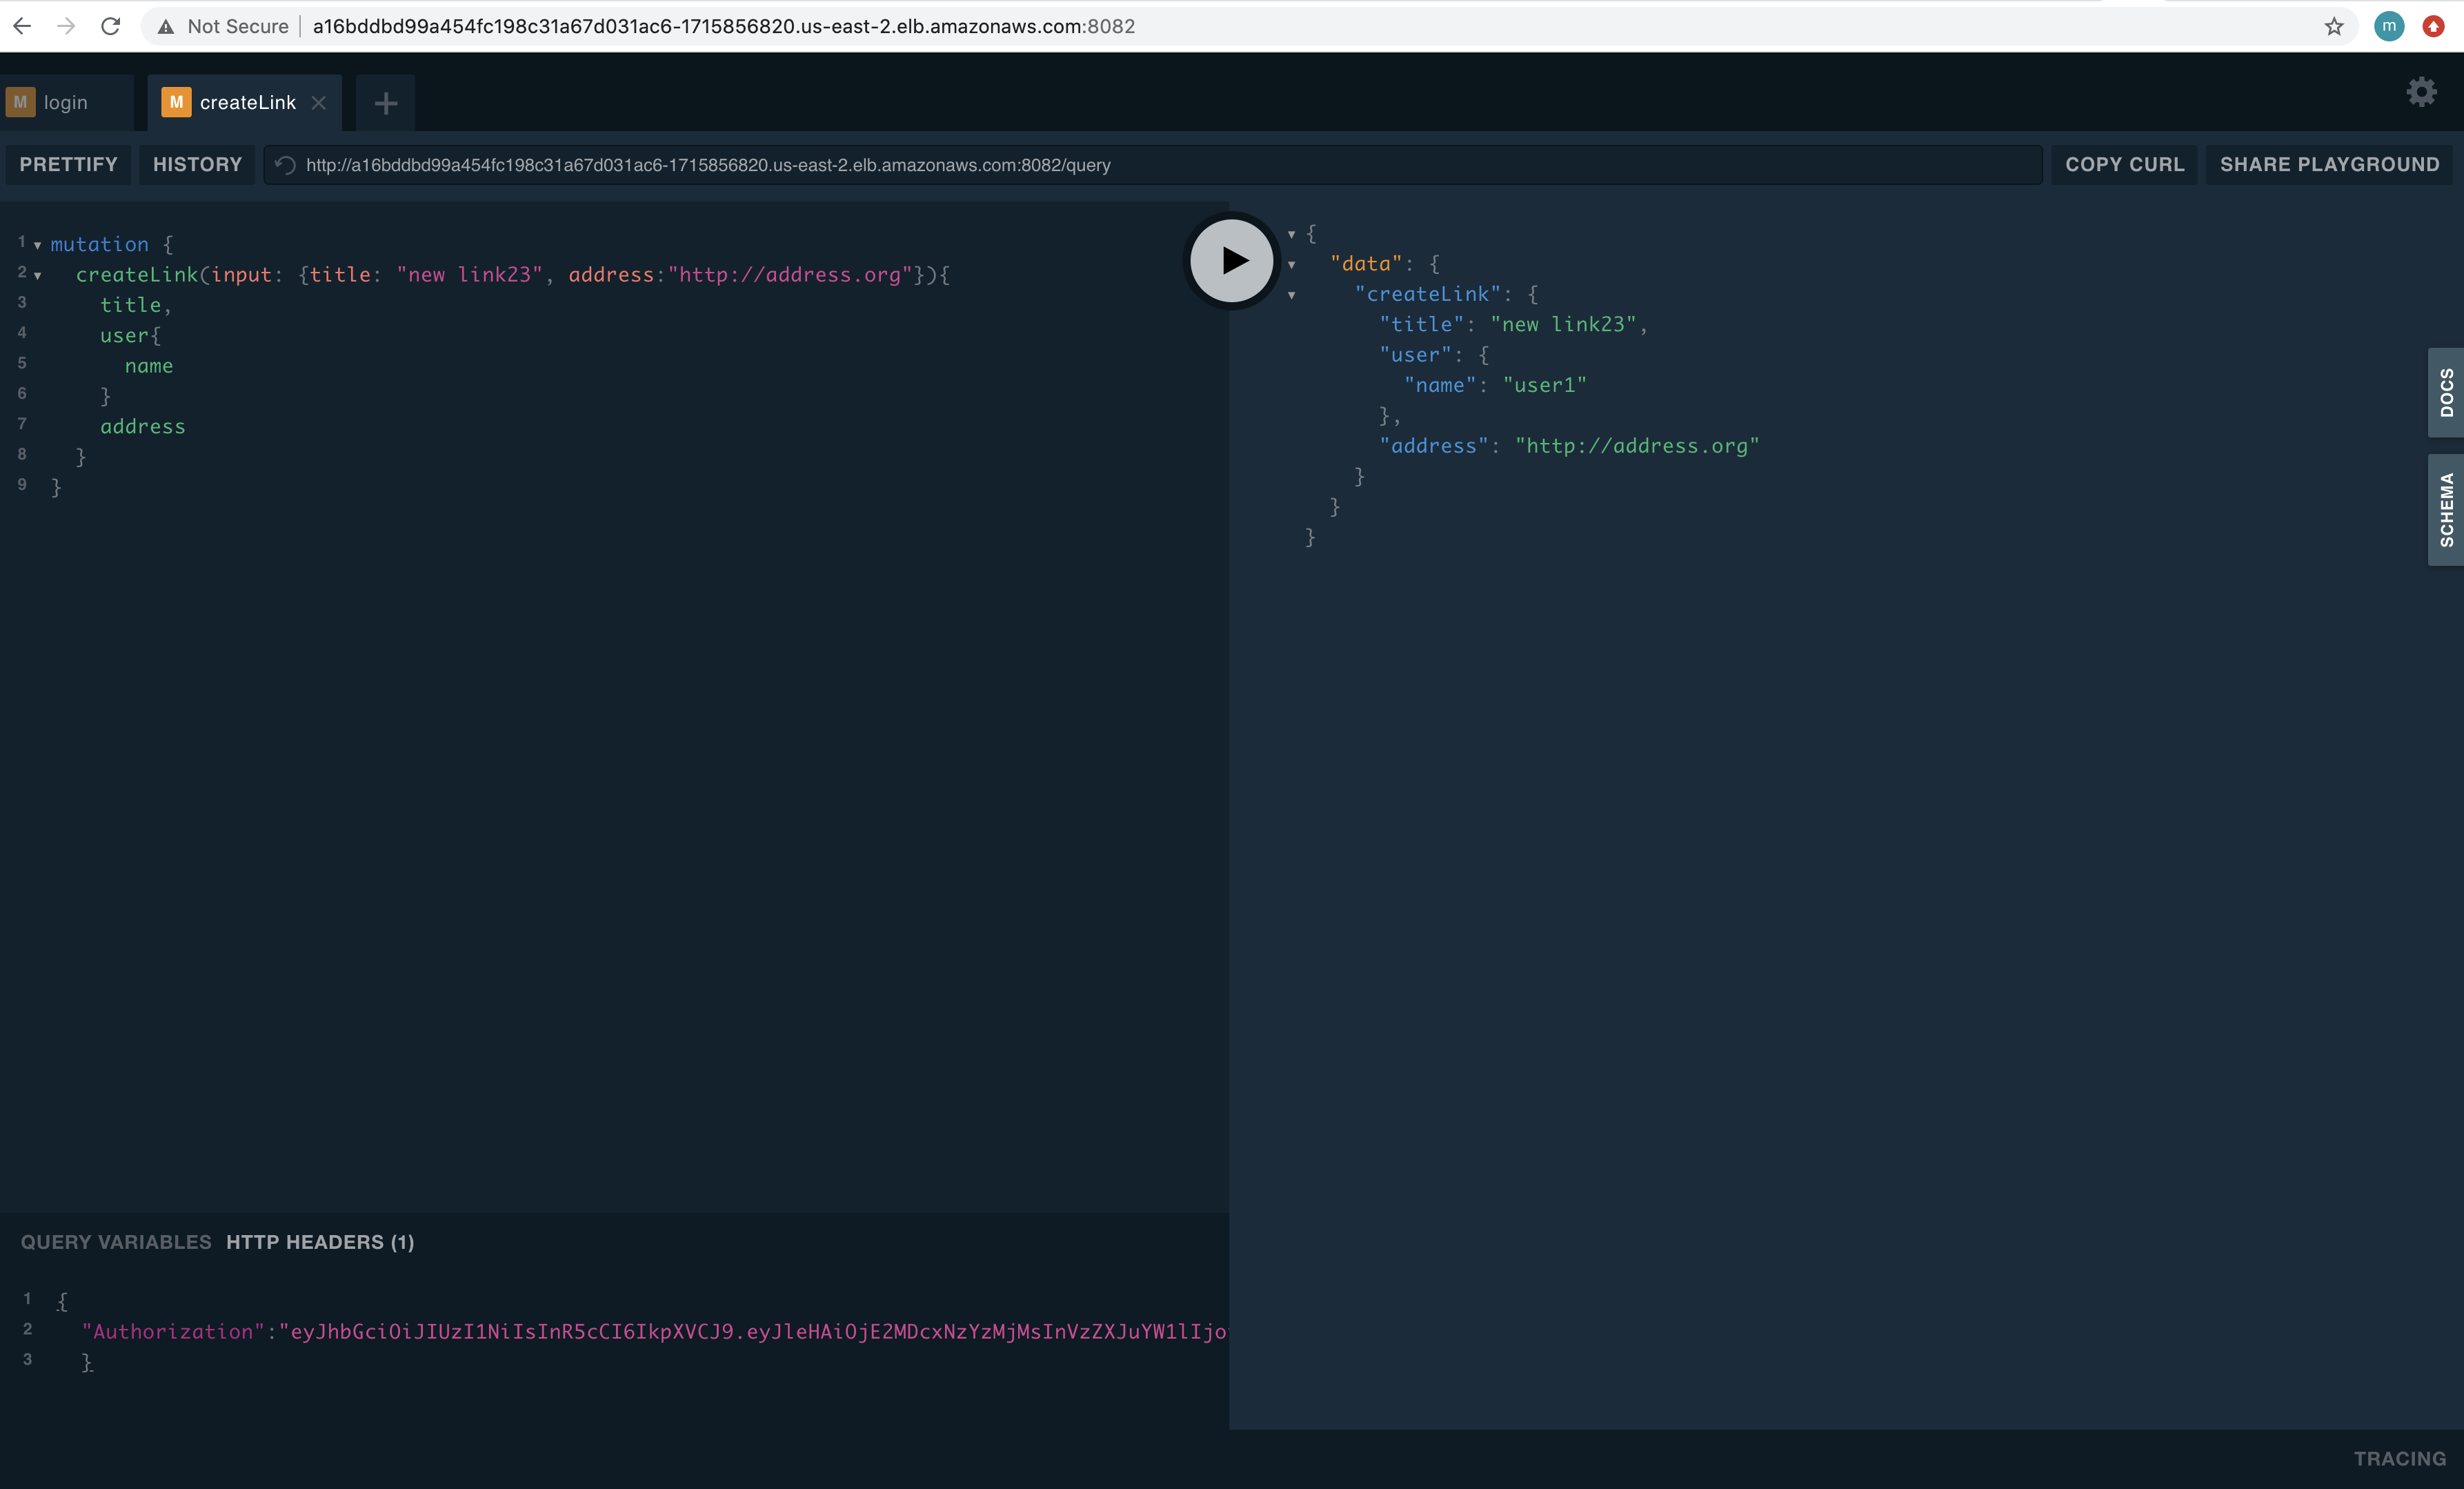 Not Secure a16bddbd99a454fc198c31a67d031ac6-1715856820.us-east-2.elb.amazonaws.com:8082 m
M login M createLink
PRETTIFY HISTORY http://a16bddbd99a454fc198c31a67d031ac6-1715856820.us-east-2.elb.amazonaws.com:8082/query COPY CURL SHARE PLAYGROUND
1 mutation {
2 createLink(input: {title: "new link23", address:"http://address.org"}){
3 title,
4 user{
5 name
6 }
7 address
8 }
9 }
{
"data": {
"createLink": {
"title": "new link23",
"user": {
"name": "user1"
},
"address": "http://address.org"
}
}
}
DOCS
SCHEMA
QUERY VARIABLES HTTP HEADERS (1)
1 {
2 "Authorization":"eyJhbGciOiJIUzI1NiIsInR5cCI6IkpXVCJ9.eyJleHAiOjE2MDcxNzYzMjMsInVzZXJuYW1lIjo
3 }
TRACING